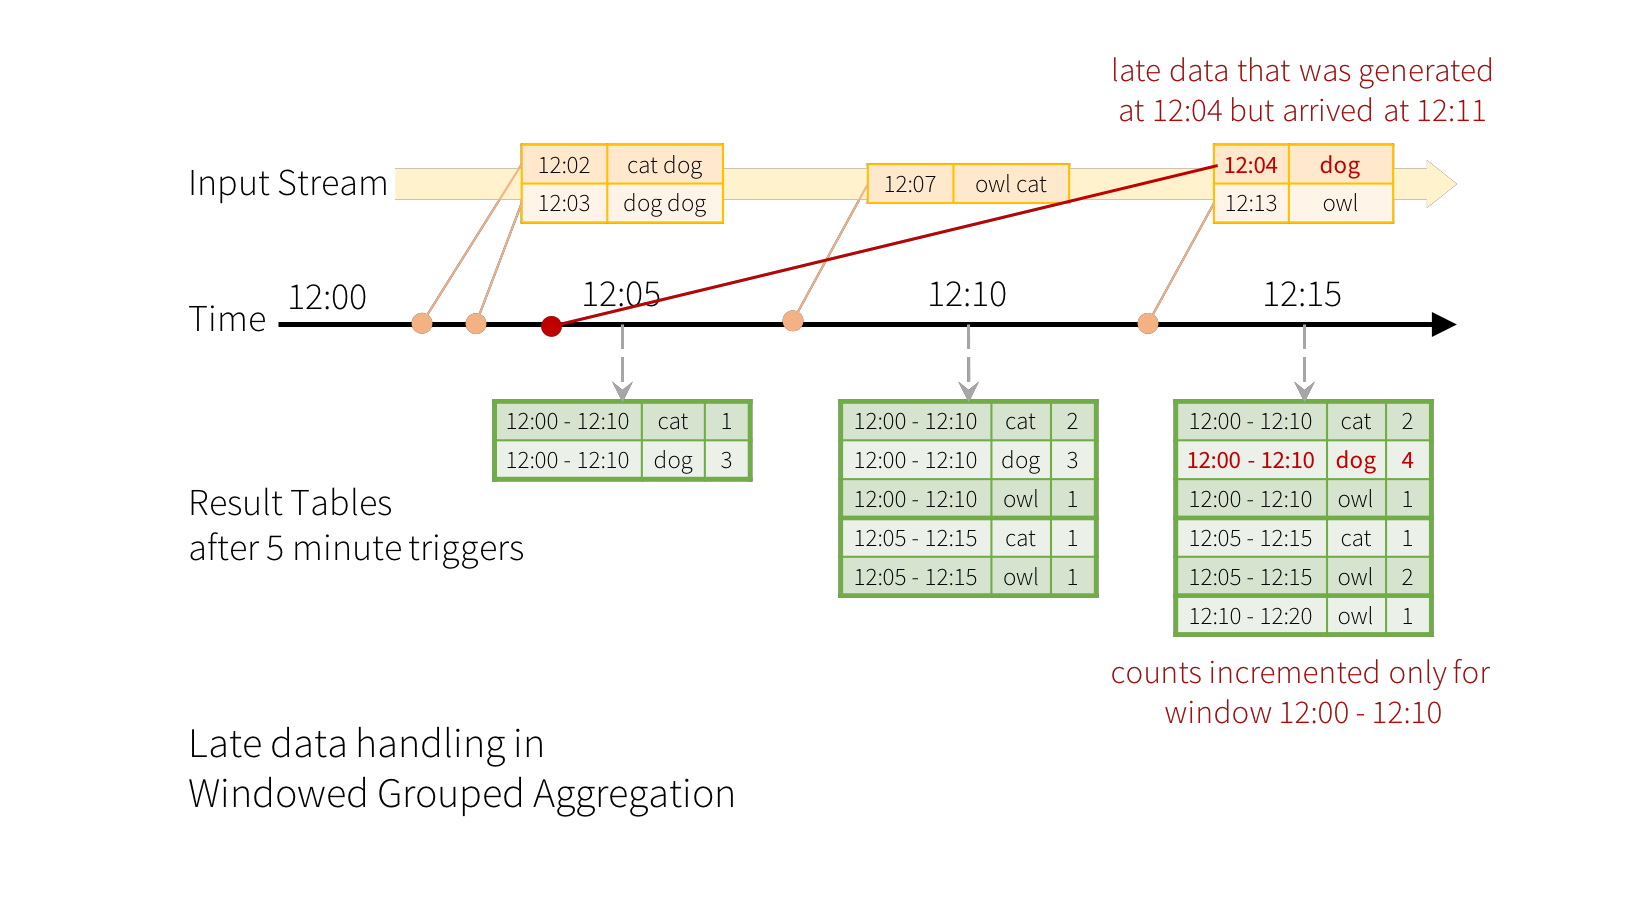 late data that was generated
at 12:04 but arrived at 12:11
Input Stream
12:02 cat dog
12:03 dog dog
12:07 owl cat
12:04 dog
12:13 owl
Time
12:00
12:05
12:10
12:15
12:00 - 12:10 cat 1
12:00 - 12:10 dog 3
12:00 - 12:10 cat 2
12:00 - 12:10 dog 3
12:00 - 12:10 owl 1
12:05 - 12:15 cat 1
12:05 - 12:15 owl 1
12:00 - 12:10 cat 2
12:00 - 12:10 dog 4
12:00 - 12:10 owl 1
12:05 - 12:15 cat 1
12:05 - 12:15 owl 2
12:10 - 12:20 owl 1
Result Tables
after 5 minute triggers
counts incremented only for
window 12:00 - 12:10
Late data handling in
Windowed Grouped Aggregation